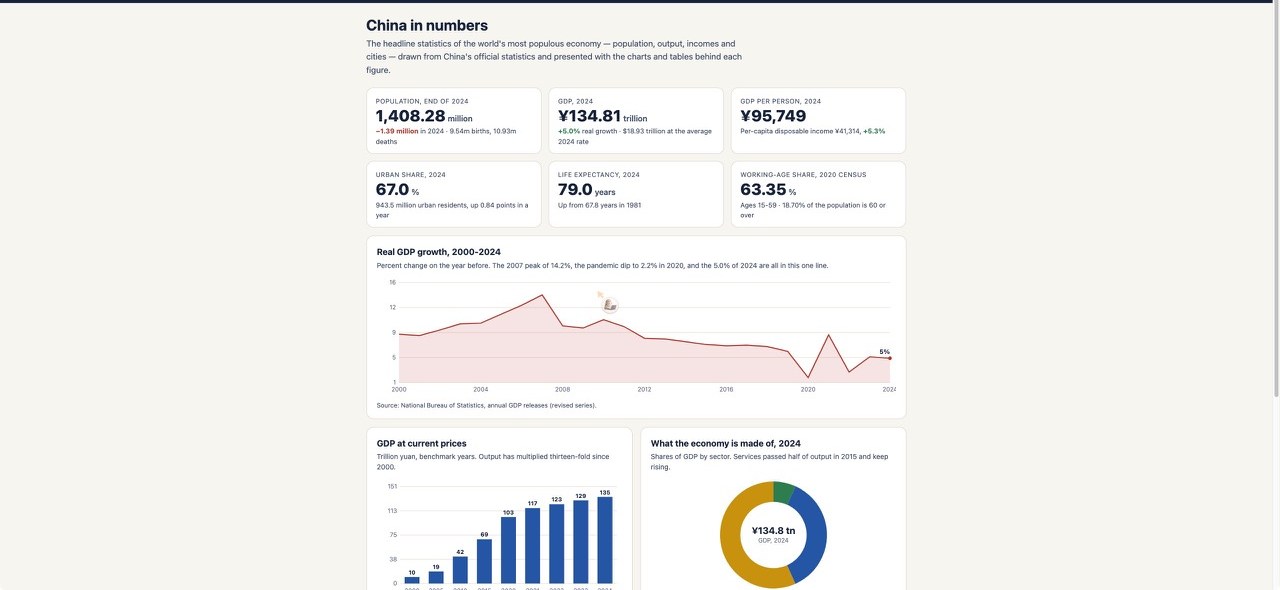 China in numbers
The headline statistics of the world's most populous economy — population, output, incomes and
cities — drawn from China's official statistics and presented with the charts and tables behind each
figure.
POPULATION, END OF 2024
1,408.28 million
−1.39 million in 2024 · 9.54m births, 10.93m
deaths
GDP, 2024
¥134.81 trillion
+5.0% real growth · $18.93 trillion at the average
2024 rate
GDP PER PERSON, 2024
¥95,749
Per-capita disposable income ¥41,314, +5.3%
URBAN SHARE, 2024
67.0 %
943.5 million urban residents, up 0.84 points in a
year
LIFE EXPECTANCY, 2024
79.0 years
Up from 67.8 years in 1981
WORKING-AGE SHARE, 2020 CENSUS
63.35 %
Ages 15-59 · 18.70% of the population is 60 or
over
Real GDP growth, 2000-2024
Percent change on the year before. The 2007 peak of 14.2%, the pandemic dip to 2.2% in 2020, and the 5.0% of 2024 are all in this one line.
16
12
9
5
1
5%
2000 2004 2008 2012 2016 2020 2024
Source: National Bureau of Statistics, annual GDP releases (revised series).
GDP at current prices
Trillion yuan, benchmark years. Output has multiplied thirteen-fold since
2000.
151
113
75
38
0
10 19 42 69 103 117 123 129 135
What the economy is made of, 2024
Shares of GDP by sector. Services passed half of output in 2015 and keep
rising.
¥134.8 tn
GDP, 2024